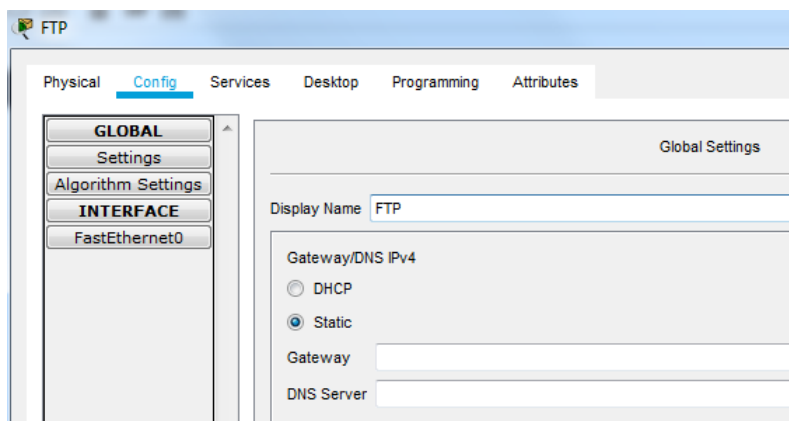 FTP
Physical Config Services Desktop Programming Attributes
GLOBAL
Settings
Algorithm Settings
INTERFACE
FastEthernet0
Global Settings
Display Name FTP
Gateway/DNS IPv4
DHCP
Static
Gateway
DNS Server